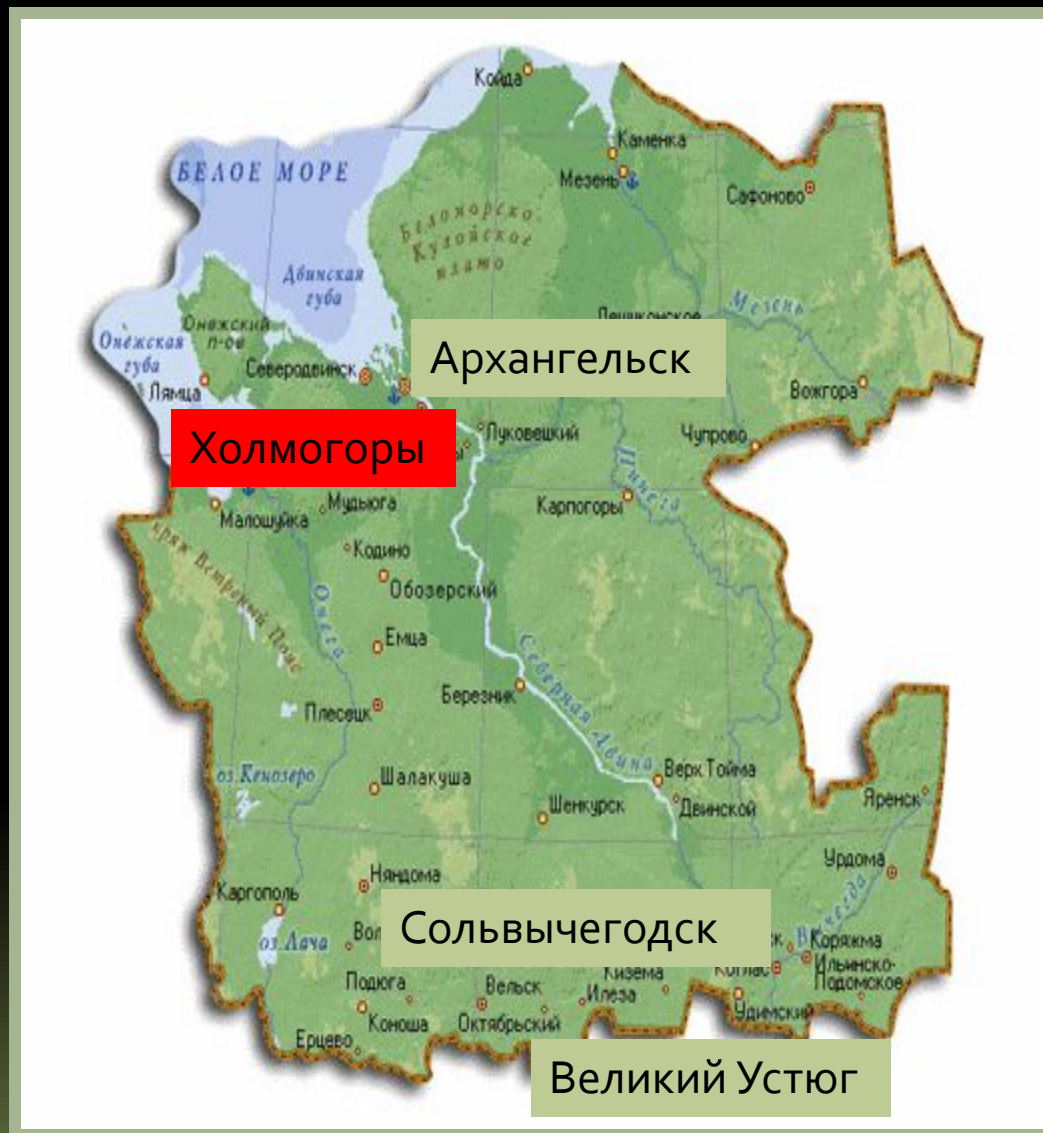 Койда
Каменка
БЕЛОЕ МОРЕ
Мезень
Сафоново
Беломорско-
Кулойское
плато
Двинская
губа
Мезень
Онежский
п-ов
Онежская
губа
Северодвинск
Архангельск
Лямца
Вожгора
Холмогоры
Луковецкий
Чупрово
Пинега
Малошуйка
Мудьюга
Карпогоры
кряж Ветреный Пояс
Кодино
Обозерский
Онега
Емца
Северная Двина
Березник
Плесецк
оз. Кенозеро
Шалакуша
Верх. Тойма
Шенкурск
Двинской
Яренск
Урдома
Няндома
Каргополь
Вычегда
Сольвычегодск
оз. Лача
Коряжма
Ильинско-
Подомское
Кизема
Подюга
Вельск
Илеза
Удимский
Коноша
Октябрьский
Ерцево
Великий Устюг